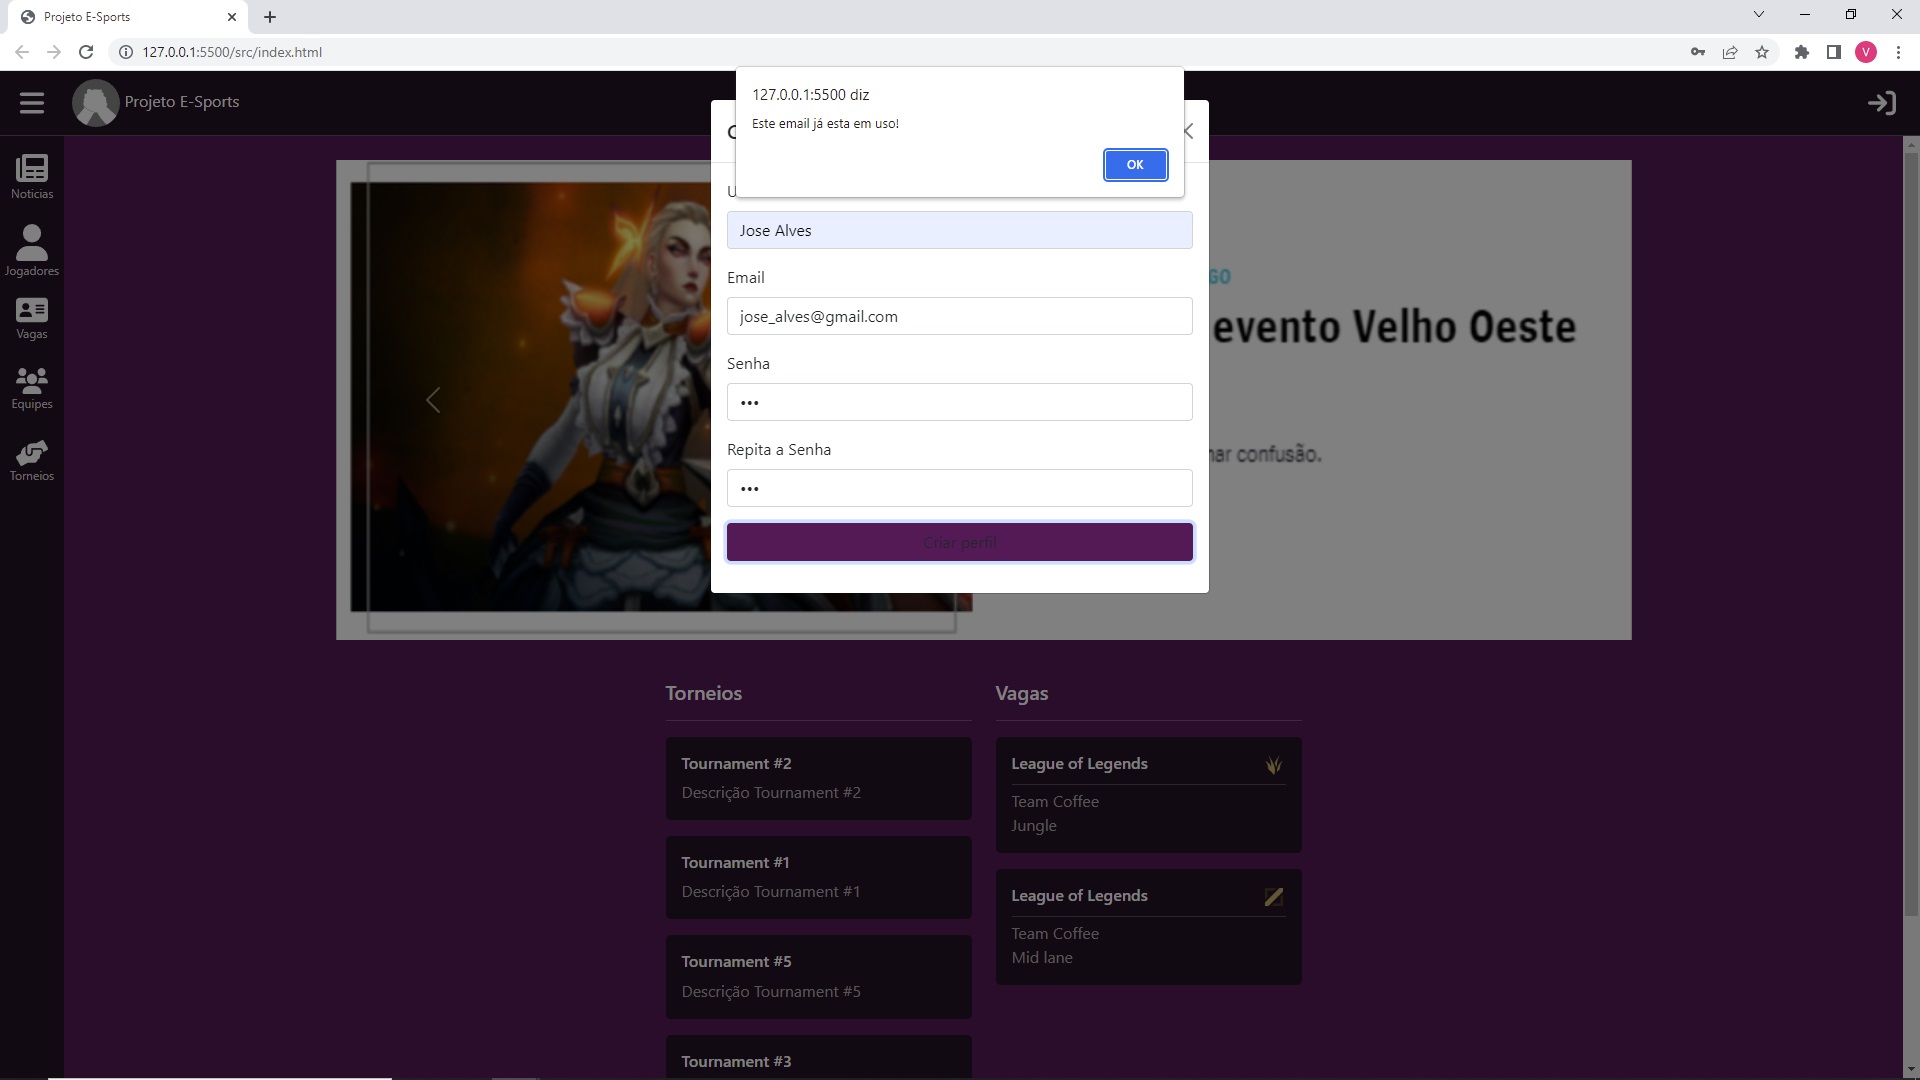 Projeto E-Sports
127.0.0.1:5500/src/index.html
V
Projeto E-Sports
127.0.0.1:5500 diz
Este email já esta em uso!
OK
Notícias
Jogadores
Vagas
Equipes
Torneios
Jose Alves
Email
jose_alves@gmail.com
Senha
•••
Repita a Senha
•••
Criar perfil
GO
evento Velho Oeste
nar confusão.
Torneios
Tournament #2
Descrição Tournament #2
Tournament #1
Descrição Tournament #1
Tournament #5
Descrição Tournament #5
Tournament #3
Vagas
League of Legends
Team Coffee
Jungle
League of Legends
Team Coffee
Mid lane